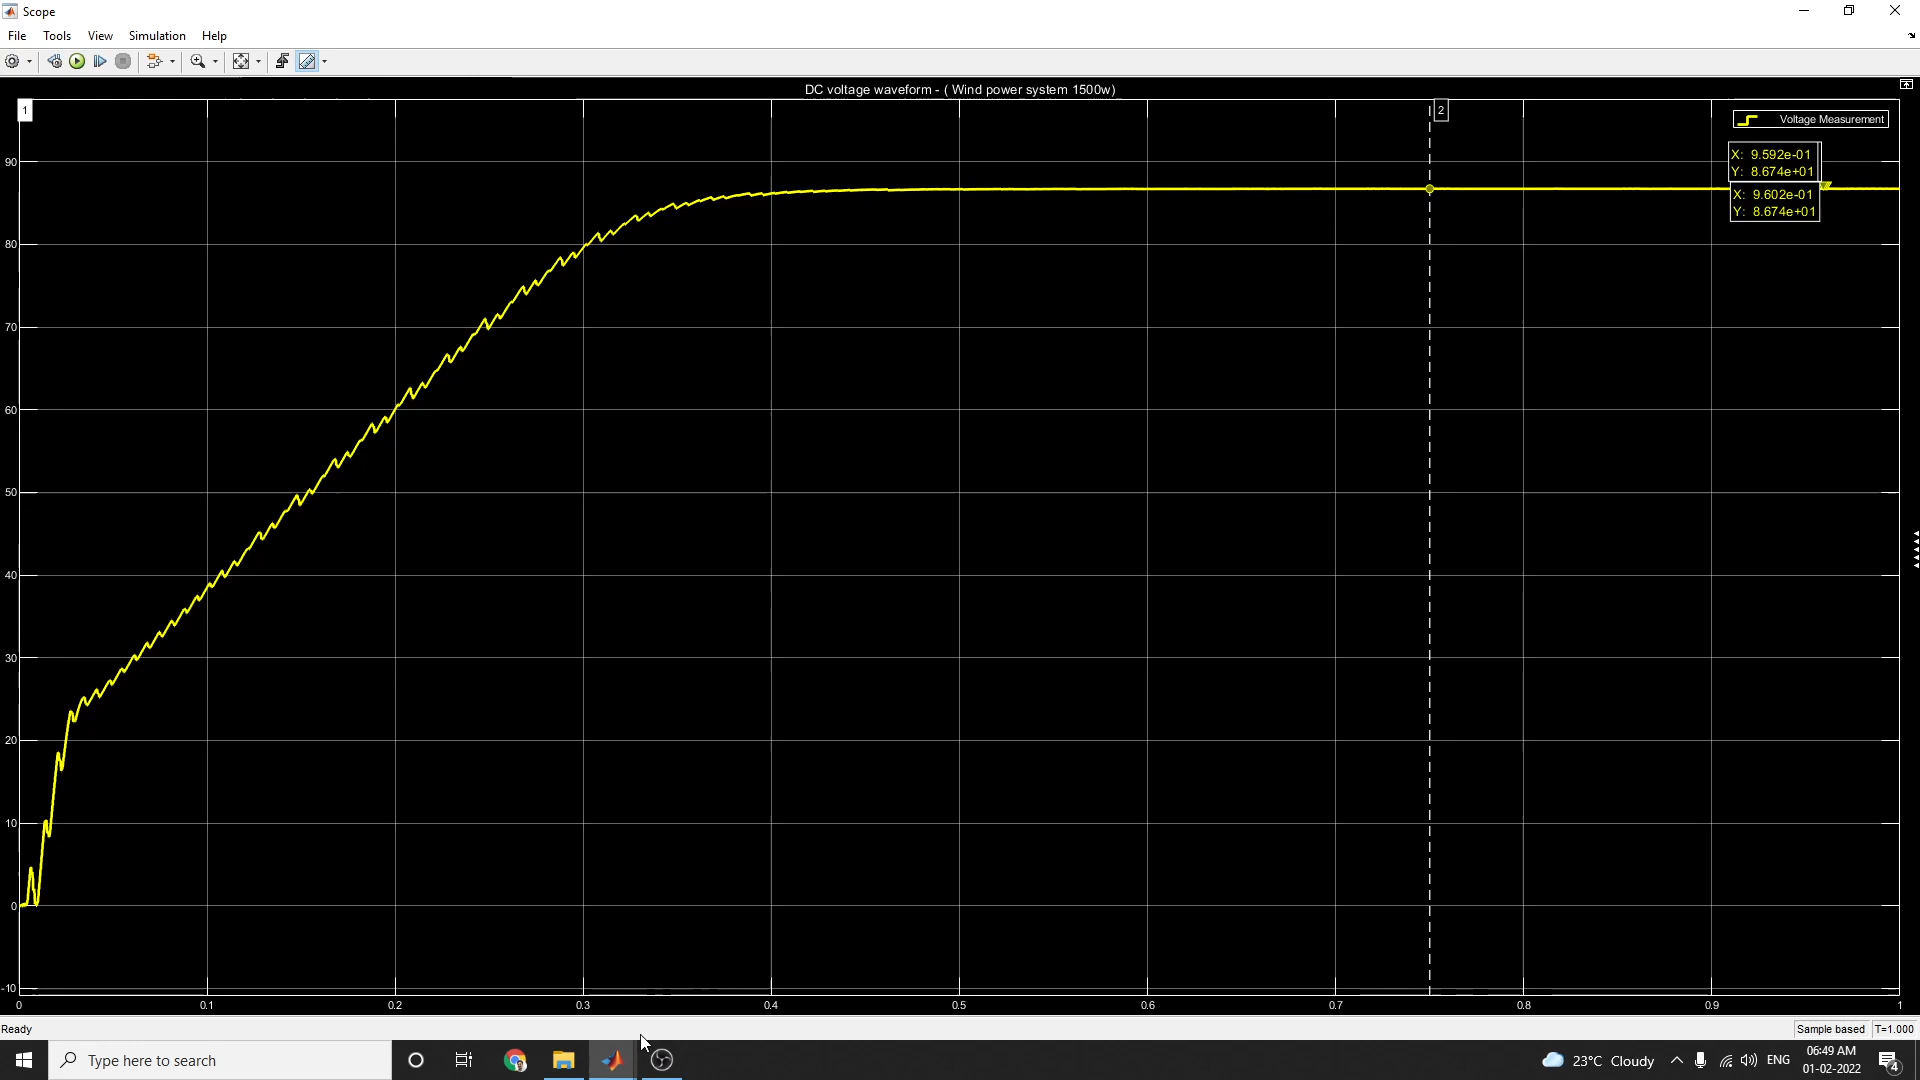 Scope
File Tools View Simulation Help
DC voltage waveform - ( Wind power system 1500w)
1
2
Voltage Measurement
X: 9.592e-01
Y: 8.674e+01
X: 9.602e-01
Y: 8.674e+01
90
80
70
60
50
40
30
20
10
0
-10
0 0.1 0.2 0.3 0.4 0.5 0.6 0.7 0.8 0.9 1
Ready
Sample based T=1.000
Type here to search
23°C Cloudy
ENG
06:49 AM
01-02-2022
4